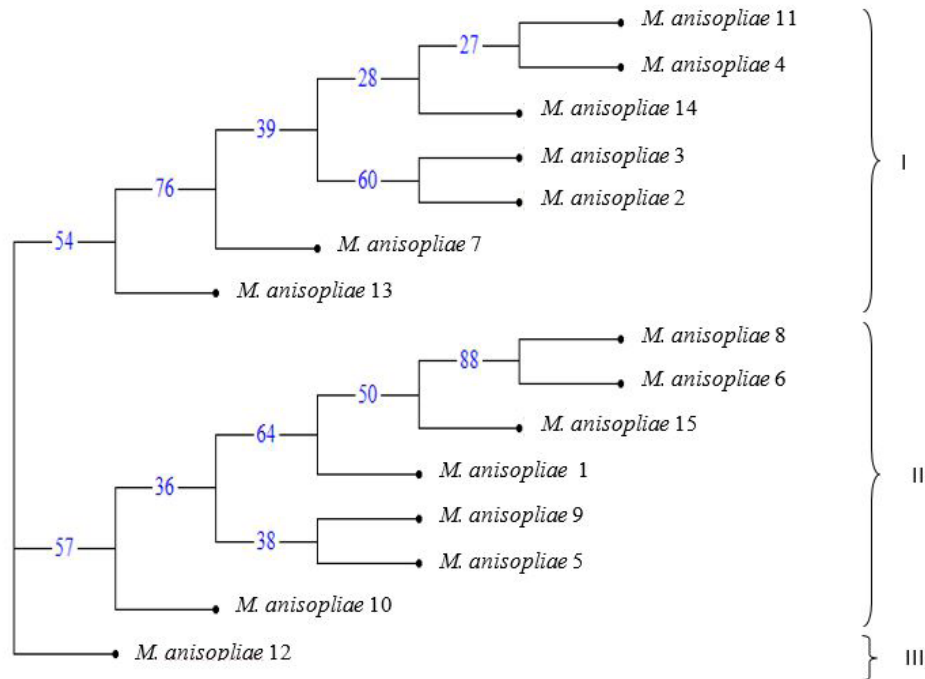 M. anisopliae 11
27
M. anisopliae 4
28
M. anisopliae 14
39
M. anisopliae 3
60
M. anisopliae 2
I
76
M. anisopliae 7
54
M. anisopliae 13
M. anisopliae 8
88
M. anisopliae 6
50
M. anisopliae 15
64
M. anisopliae 1
II
36
M. anisopliae 9
38
M. anisopliae 5
57
M. anisopliae 10
M. anisopliae 12
III